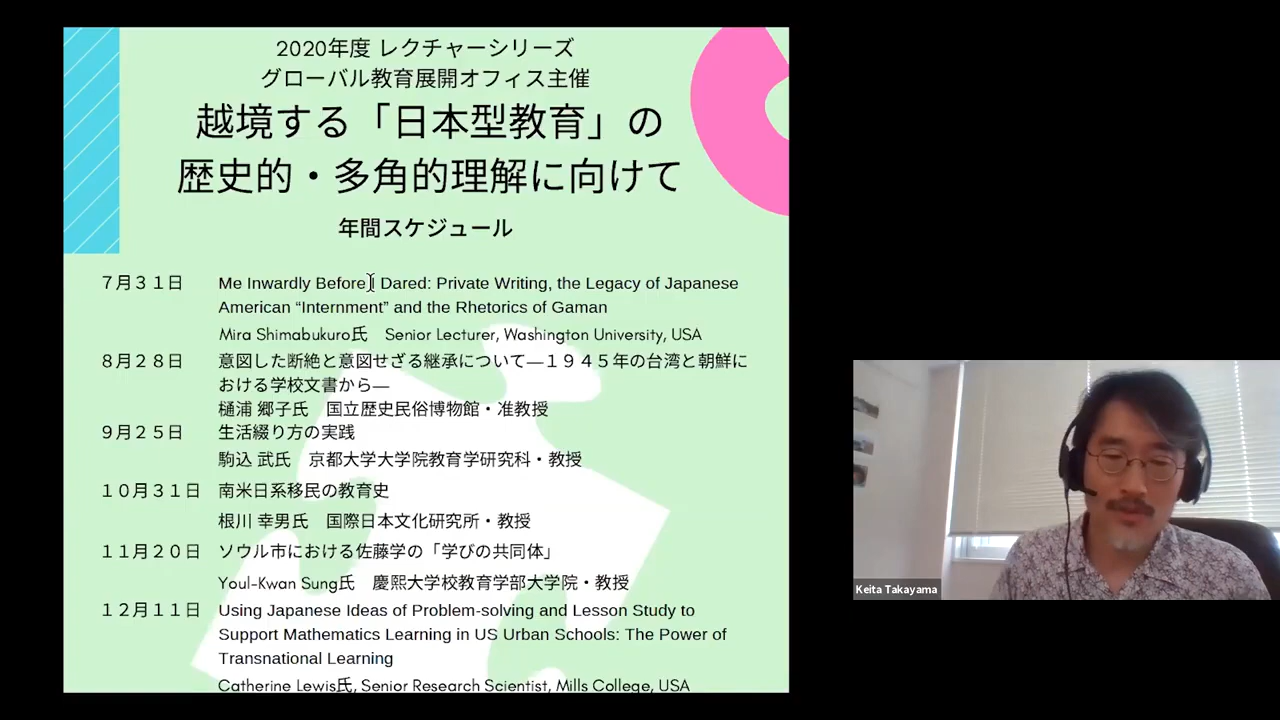 2020年度 レクチャーシリーズ
グローバル教育展開オフィス主催
越境する「日本型教育」の
歴史的・多角的理解に向けて
年間スケジュール
７月３１日 Me Inwardly Before I Dared: Private Writing, the Legacy of Japanese
American “Internment” and the Rhetorics of Gaman
Mira Shimabukuro氏 Senior Lecturer, Washington University, USA
８月２８日 意図した断絶と意図せざる継承について―１９４５年の台湾と朝鮮に
おける学校文書から―
樋浦 郷子氏 国立歴史民俗博物館・准教授
９月２５日 生活綴り方の実践
駒込 武氏 京都大学大学院教育学研究科・教授
１０月３１日 南米日系移民の教育史
根川 幸男氏 国際日本文化研究所・教授
１１月２０日 ソウル市における佐藤学の「学びの共同体」
Youl-Kwan Sung氏 慶熙大学校教育学部大学院・教授
１２月１１日 Using Japanese Ideas of Problem-solving and Lesson Study to
Support Mathematics Learning in US Urban Schools: The Power of
Transnational Learning
Catherine Lewis氏, Senior Research Scientist, Mills College, USA
Keita Takayama